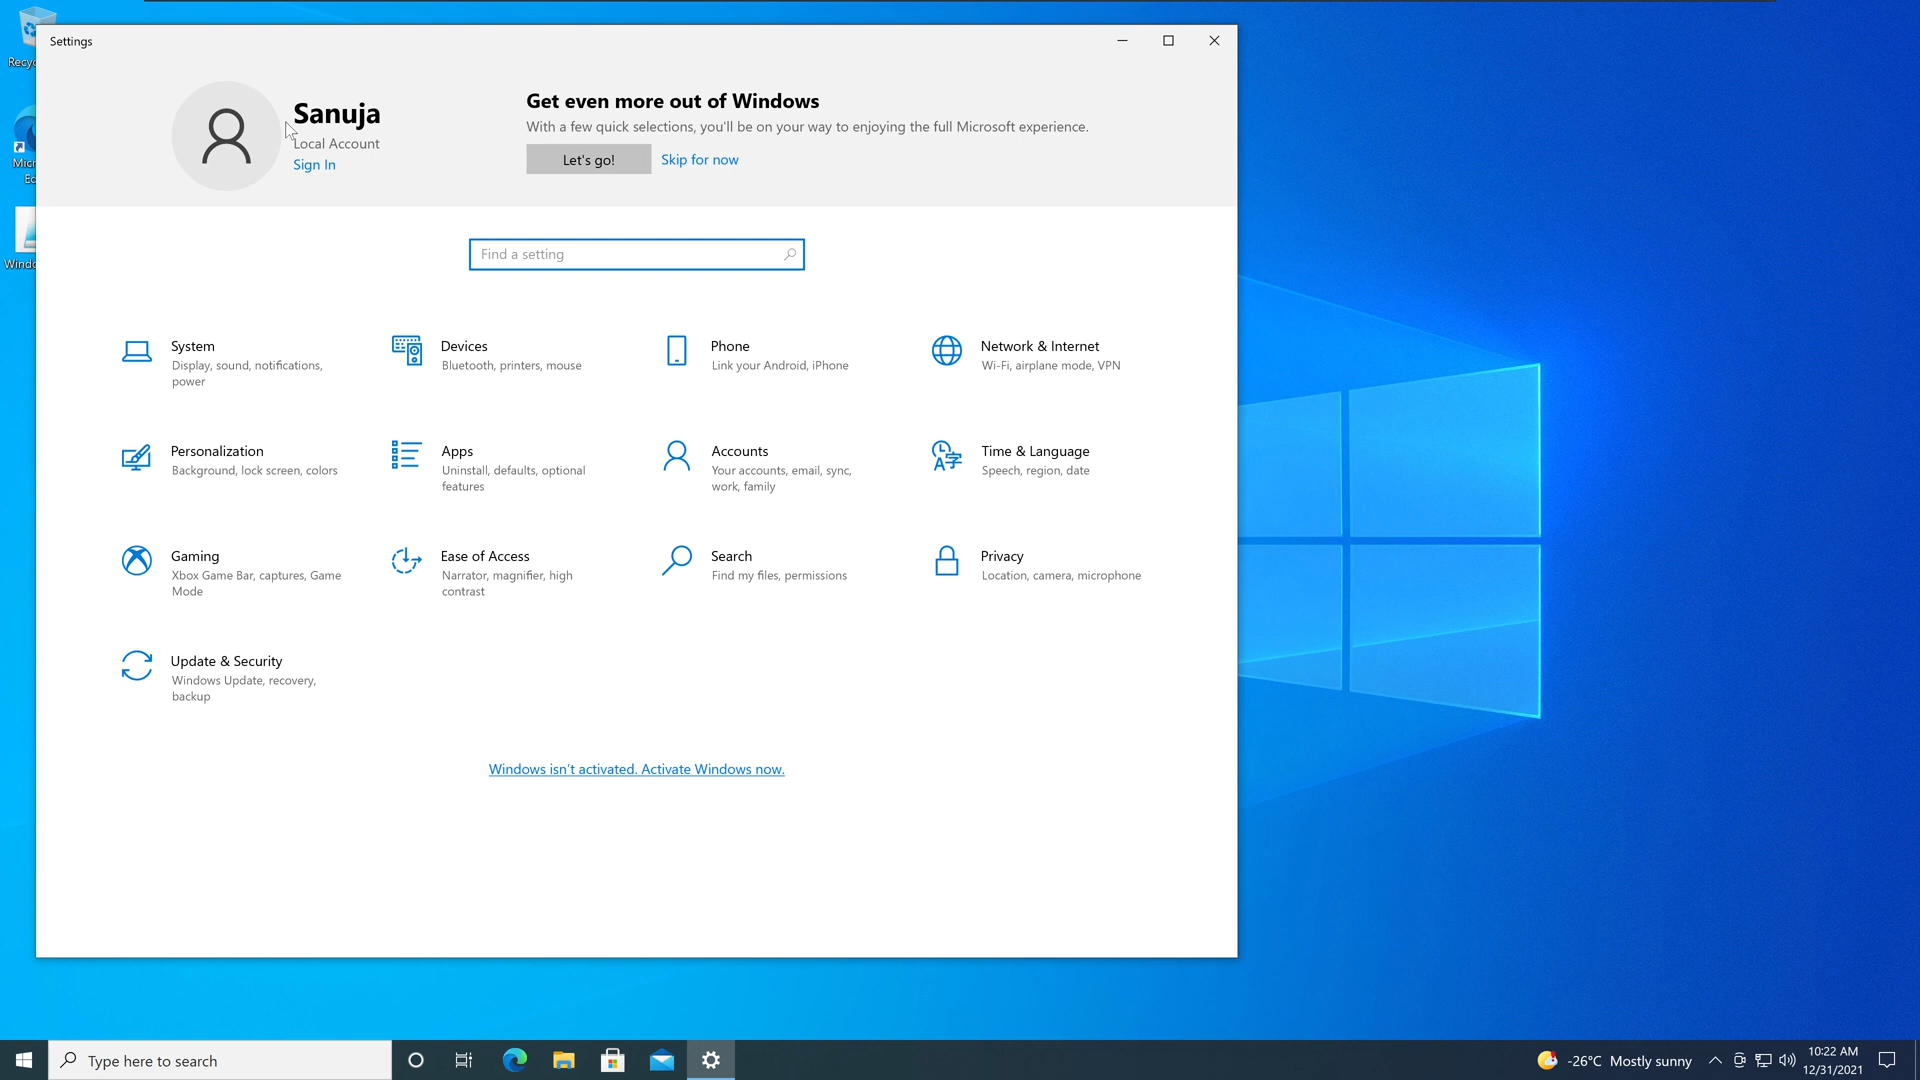 Settings
Sanuja
Local Account
Sign In
Get even more out of Windows
With a few quick selections, you'll be on your way to enjoying the full Microsoft experience.
Let's go!
Skip for now
Find a setting
System
Display, sound, notifications,
power
Devices
Bluetooth, printers, mouse
Phone
Link your Android, iPhone
Network & Internet
Wi-Fi, airplane mode, VPN
Personalization
Background, lock screen, colors
Apps
Uninstall, defaults, optional
features
Accounts
Your accounts, email, sync,
work, family
Time & Language
Speech, region, date
Gaming
Xbox Game Bar, captures, Game
Mode
Ease of Access
Narrator, magnifier, high
contrast
Search
Find my files, permissions
Privacy
Location, camera, microphone
Update & Security
Windows Update, recovery,
backup
Windows isn't activated. Activate Windows now.
Type here to search
-26°C Mostly sunny
10:22 AM
12/31/2021